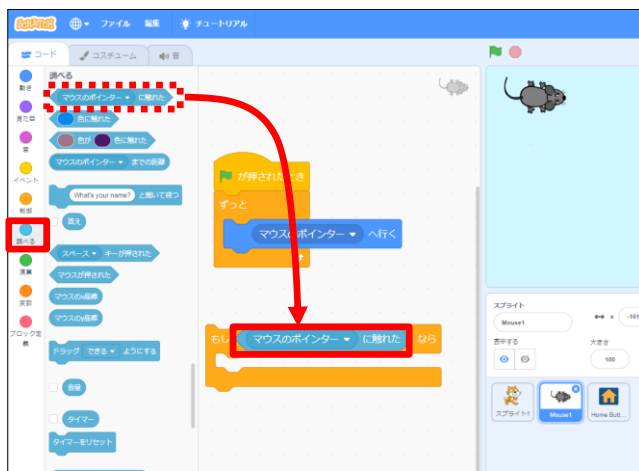 SCRATCH
ファイル 編集 チュートリアル
コード コスチューム 音
動き
見た目
音
イベント
制御
調べる
演算
変数
ブロック定義
調べる
マウスのポインター に触れた
色に触れた
色が 色に触れた
マウスのポインター までの距離
What's your name? と聞いて待つ
答え
スペース キーが押された
マウスが押された
マウスのx座標
マウスのy座標
ドラッグ できる ようにする
音量
タイマー
タイマーをリセット
が押されたとき
ずっと
マウスのポインター へ行く
もし マウスのポインター に触れた なら
スプライト
Mouse1
x
表示する
大きさ
100
スプライト1
Mouse1
Home Butt...